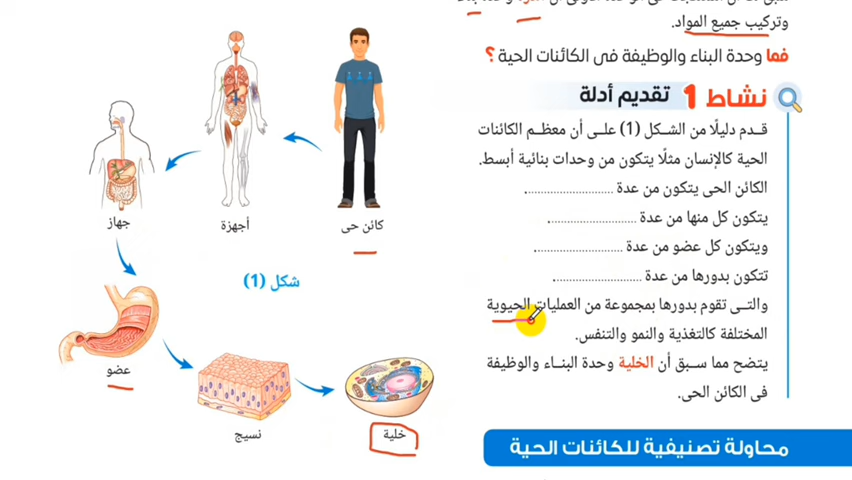 وتركيب جميع المواد.
فما وحدة البناء والوظيفة فى الكائنات الحية ؟
نشاط 1 تقديم أدلة
قدم دليلًا من الشكل (1) على أن معظم الكائنات
الحية كالإنسان مثلًا يتكون من وحدات بنائية أبسط.
الكائن الحى يتكون من عدة ......................
يتكون كل منها من عدة ......................
ويتكون كل عضو من عدة ......................
تتكون بدورها من عدة ......................
والتى تقوم بدورها بمجموعة من العمليات الحيوية
المختلفة كالتغذية والنمو والتنفس.
يتضح مما سبق أن الخلية وحدة البناء والوظيفة
فى الكائن الحى.
محاولة تصنيفية للكائنات الحية
كائن حى
أجهزة
جهاز
شكل (1)
عضو
نسيج
خلية